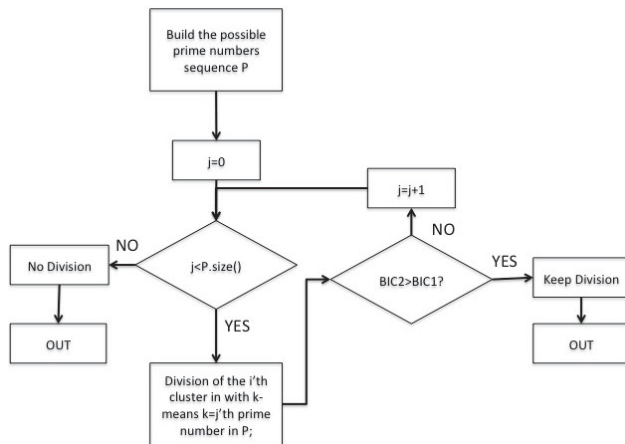 Build the possible
prime numbers
sequence P
j=0
j=j+1
NO
NO
No Division
j<P.size()
BIC2>BIC1?
YES
Keep Division
YES
OUT
OUT
Division of the i'th
cluster in with k-
means k=j'th prime
number in P;